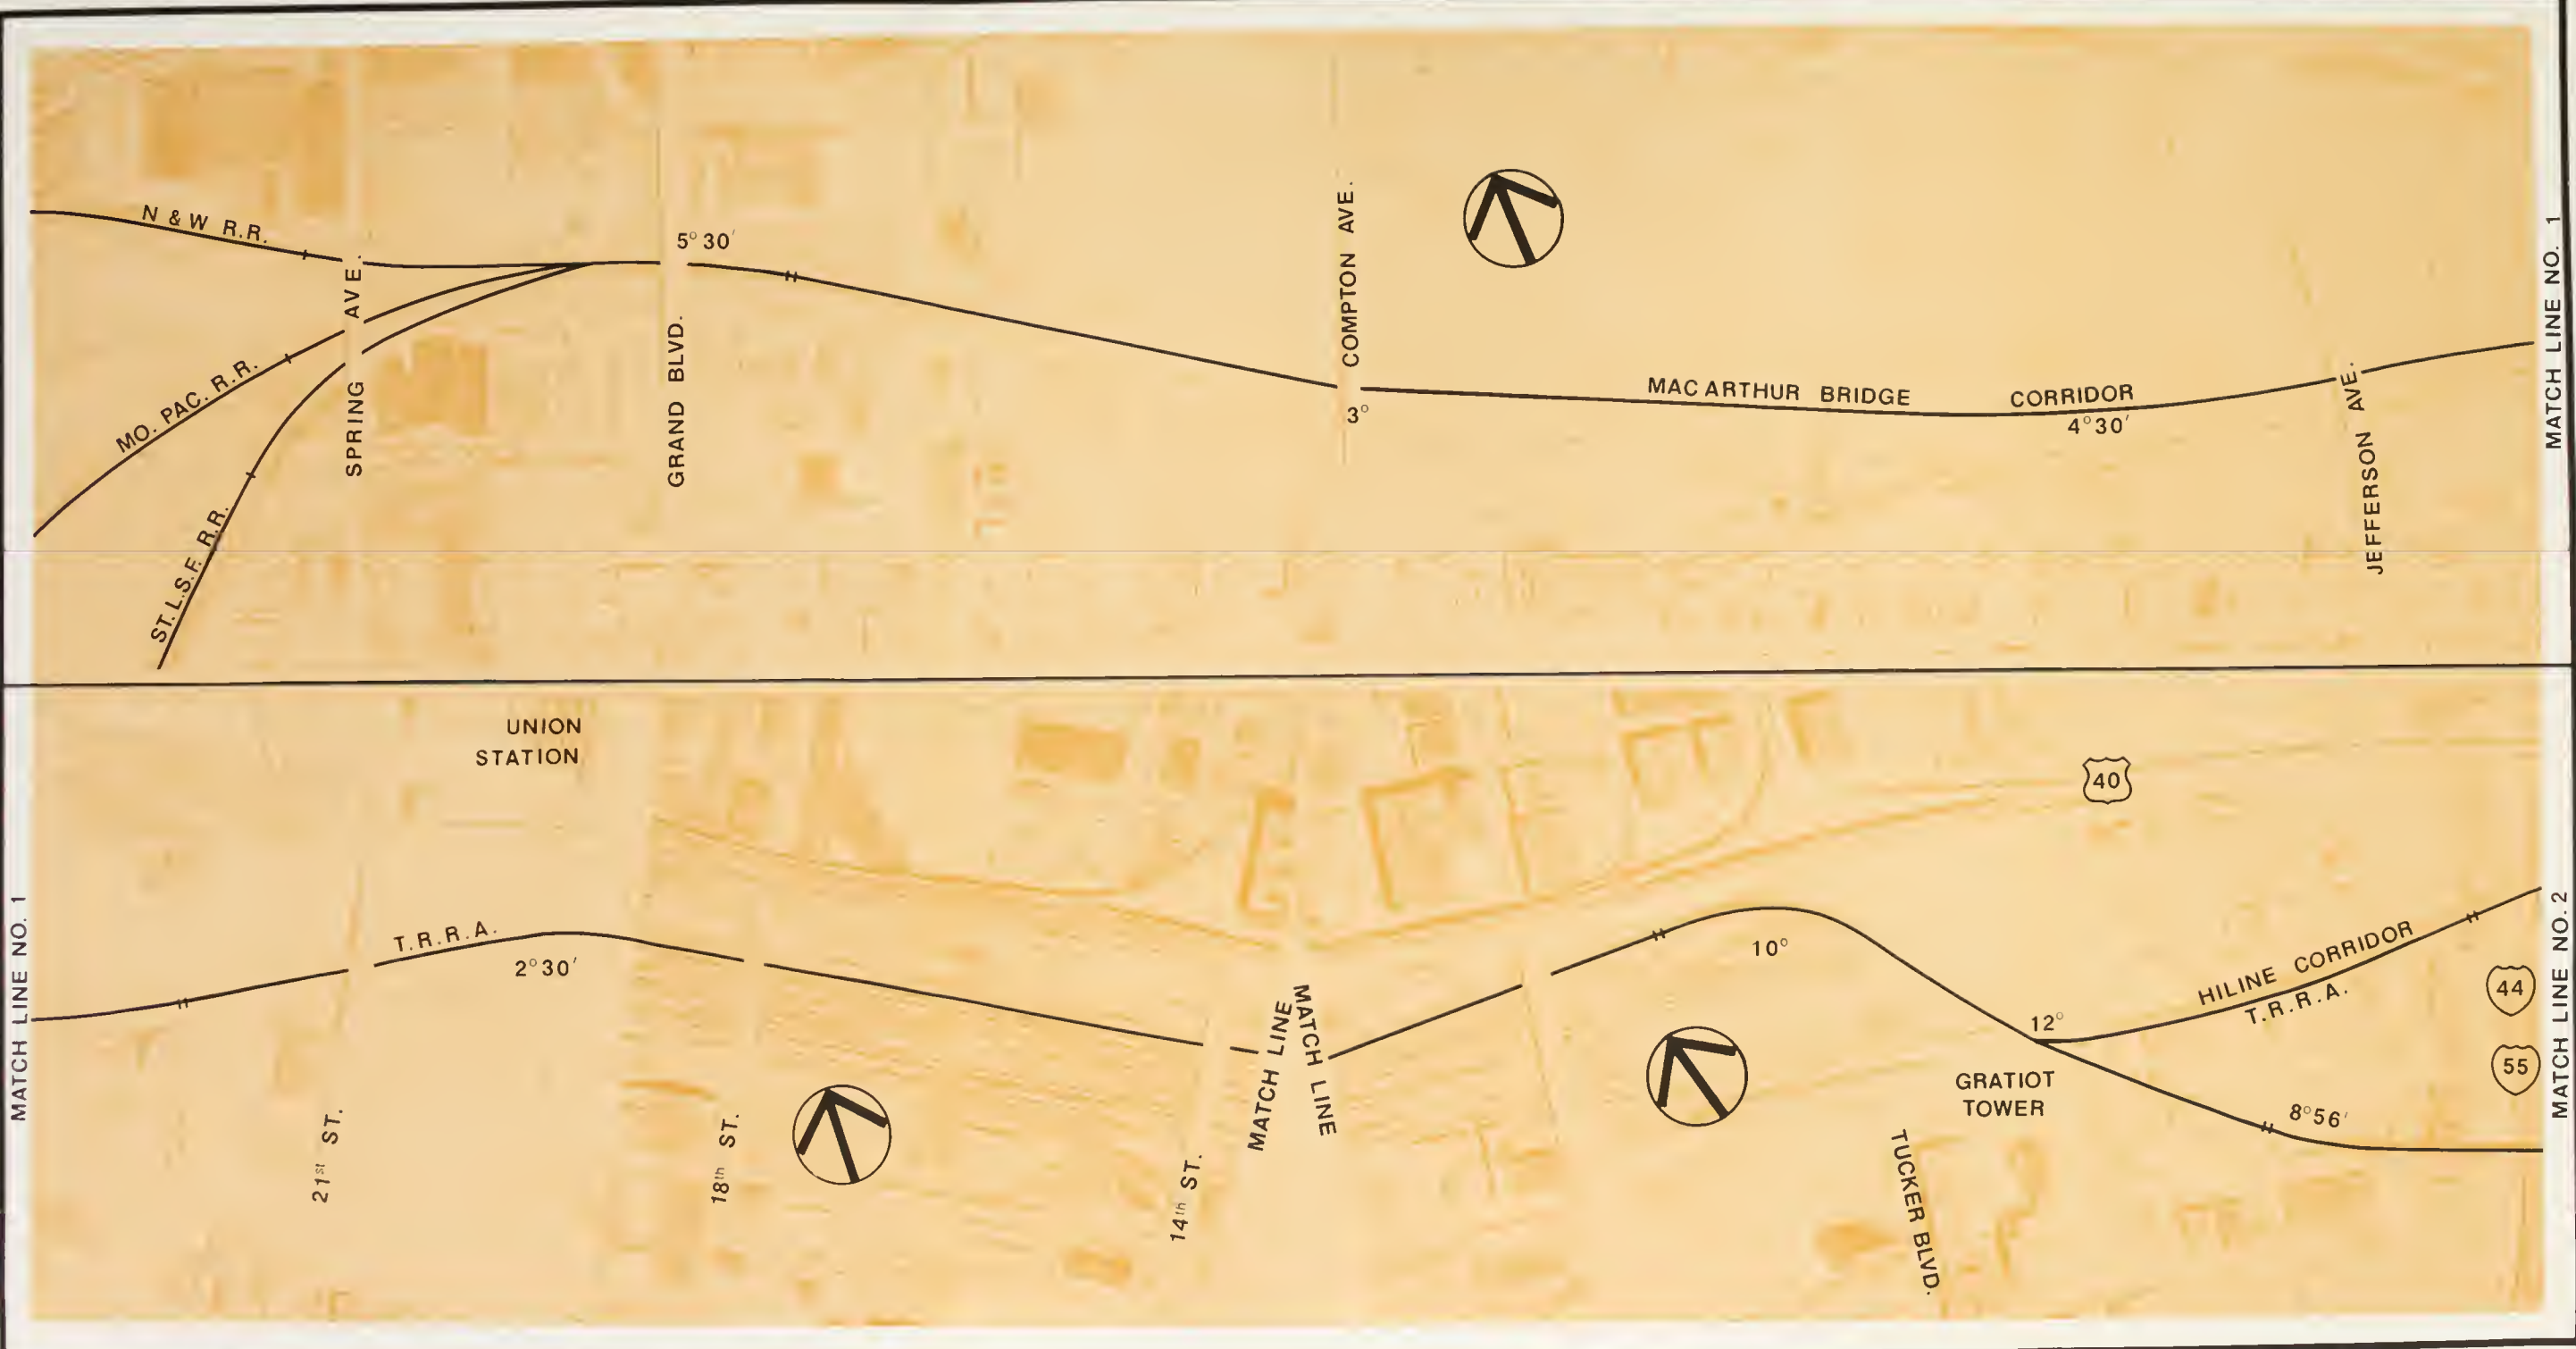 N & W R.R.
MO. PAC. R.R.
ST. L.S.F. R.R.
SPRING AVE.
GRAND BLVD.
5° 30′
COMPTON AVE.
3°
MAC ARTHUR BRIDGE CORRIDOR
4° 30′
JEFFERSON AVE.
MATCH LINE NO. 1
MATCH LINE NO. 1
UNION
STATION
T.R.R.A.
2° 30′
21st ST.
18th ST.
14th ST.
MATCH LINE
MATCH LINE
10°
40
12°
GRATIOT
TOWER
TUCKER BLVD.
HILINE CORRIDOR
T.R.R.A.
8° 56′
44
55
MATCH LINE NO. 2